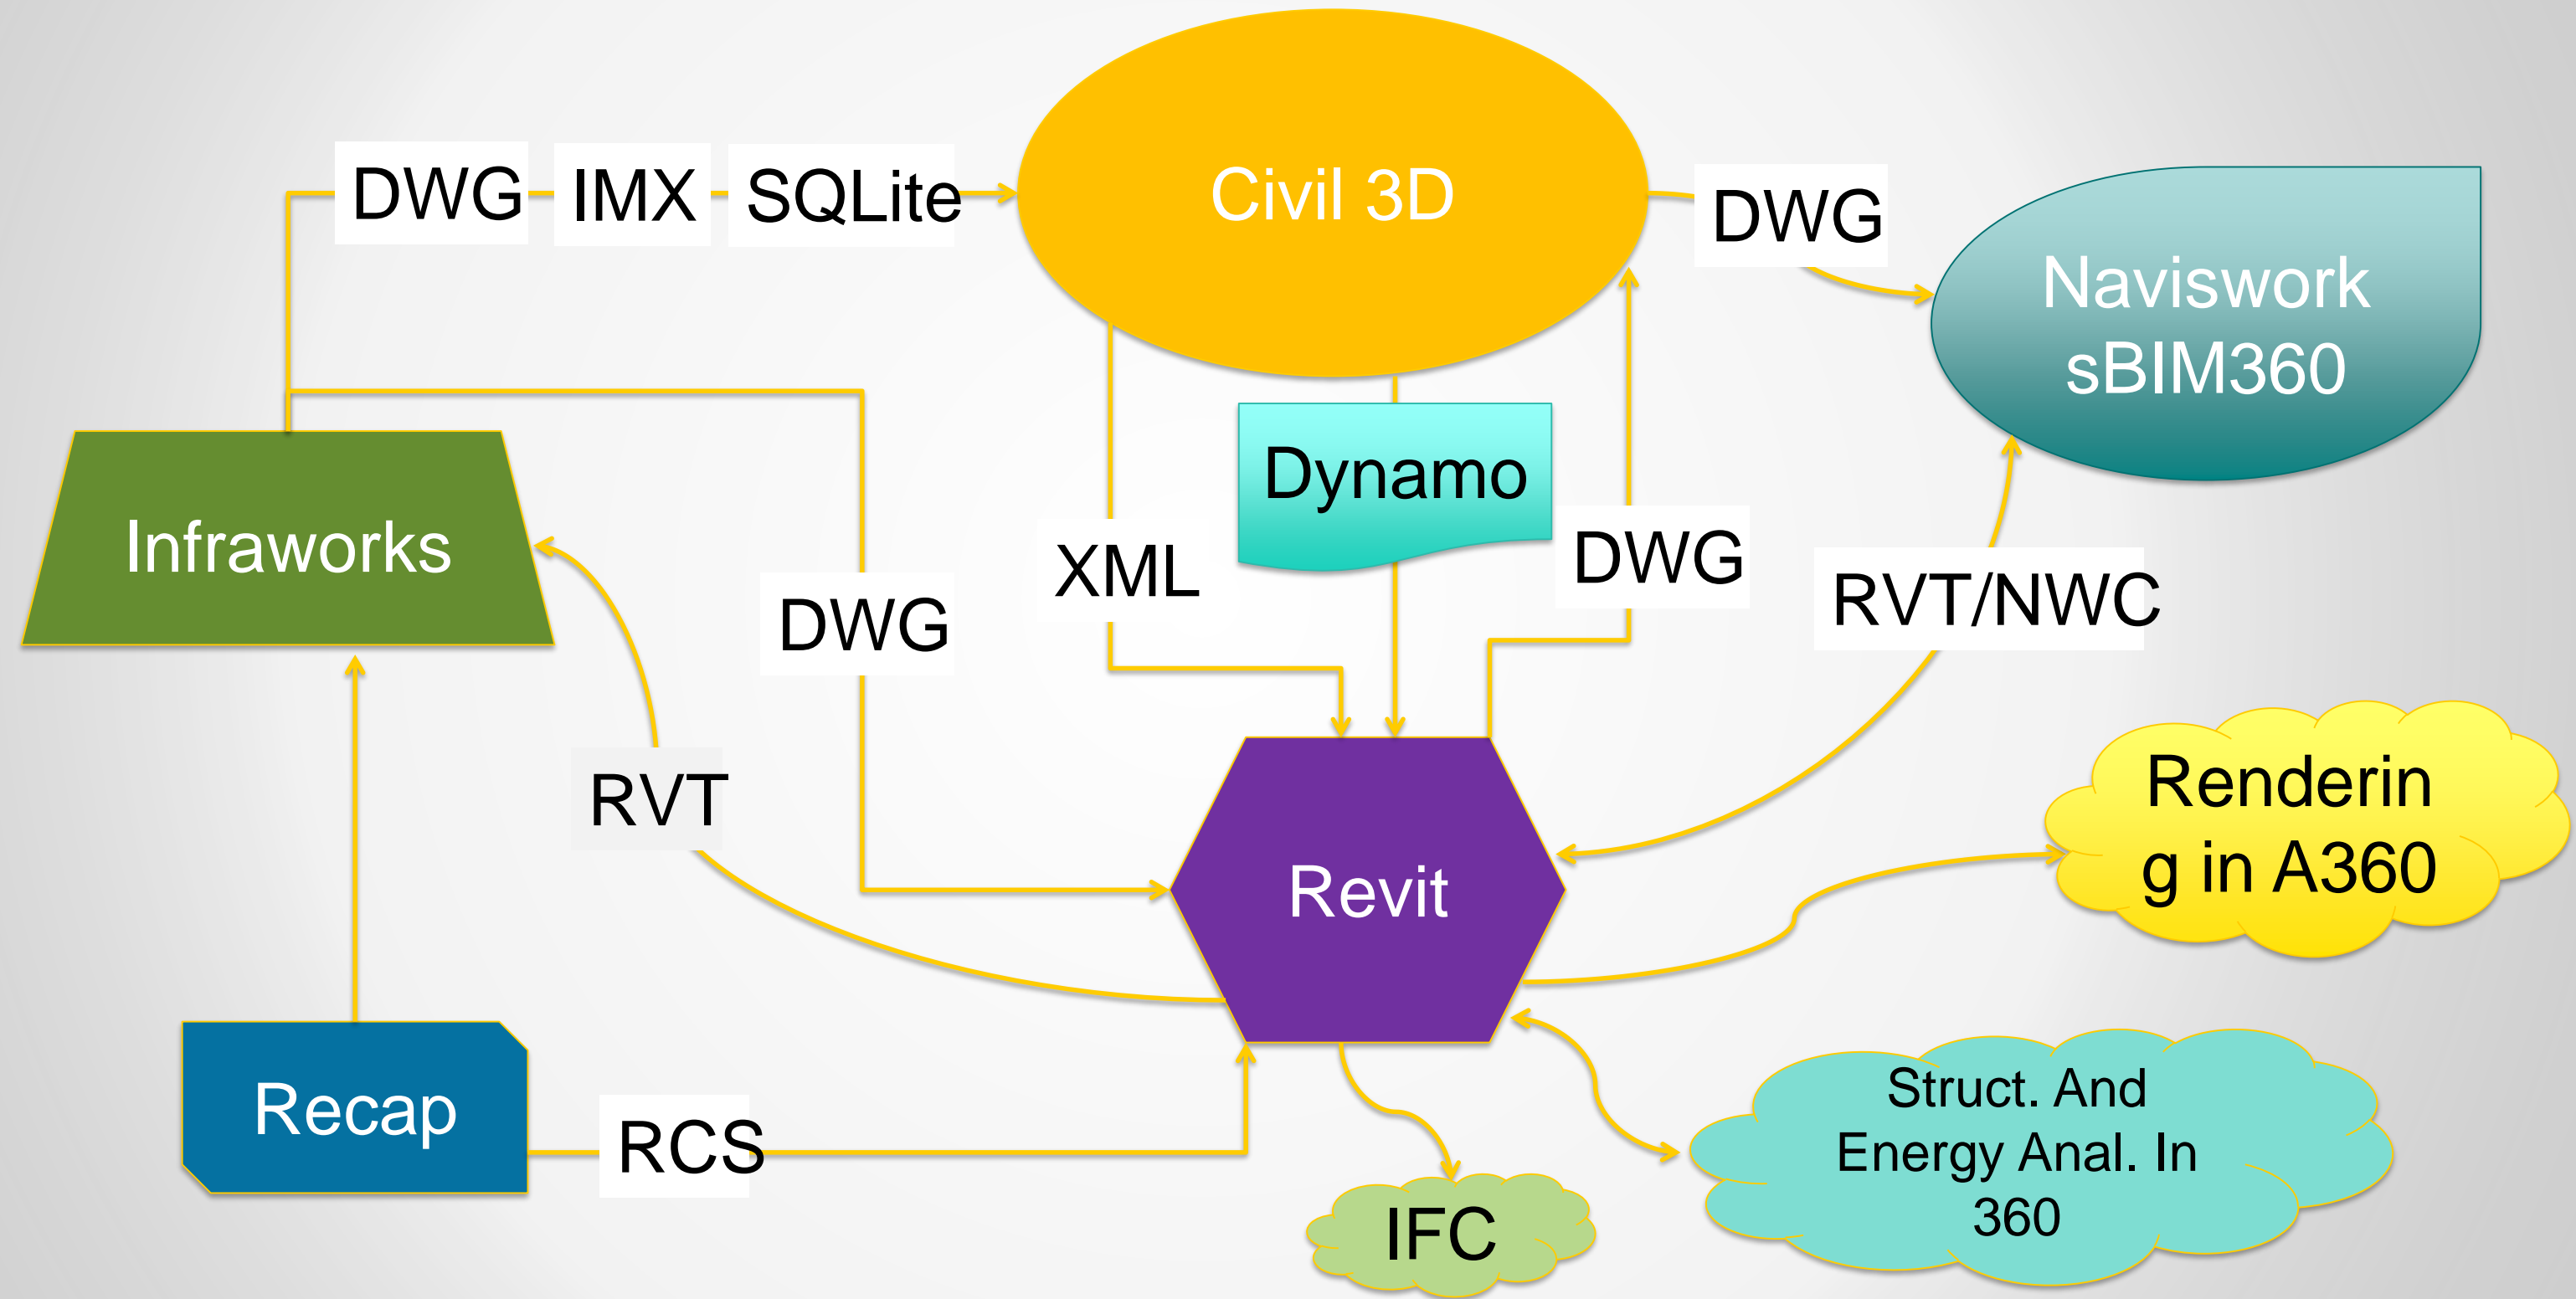 DWG
IMX
SQLite
Civil 3D
DWG
Naviswork
sBIM360
Dynamo
Infraworks
XML
DWG
DWG
RVT/NWC
RVT
Renderin
g in A360
Revit
Recap
RCS
Struct. And
Energy Anal. In
360
IFC